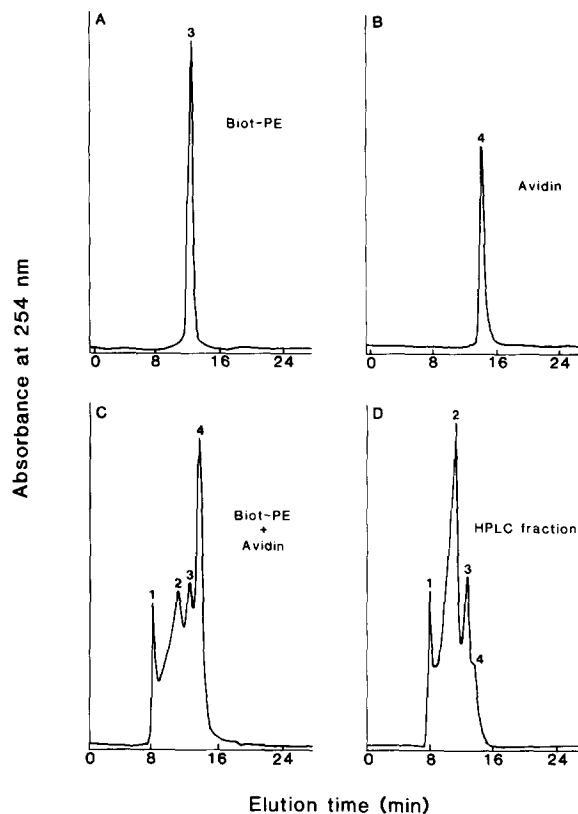 A
3
Biot-PE
0 8 16 24
B
4
Avidin
0 8 16 24
Absorbance at 254 nm
C
4
Biot-PE
+
Avidin
1 2 3
0 8 16 24
D
2
HPLC fraction
1 3
4
0 8 16 24
Elution time (min)